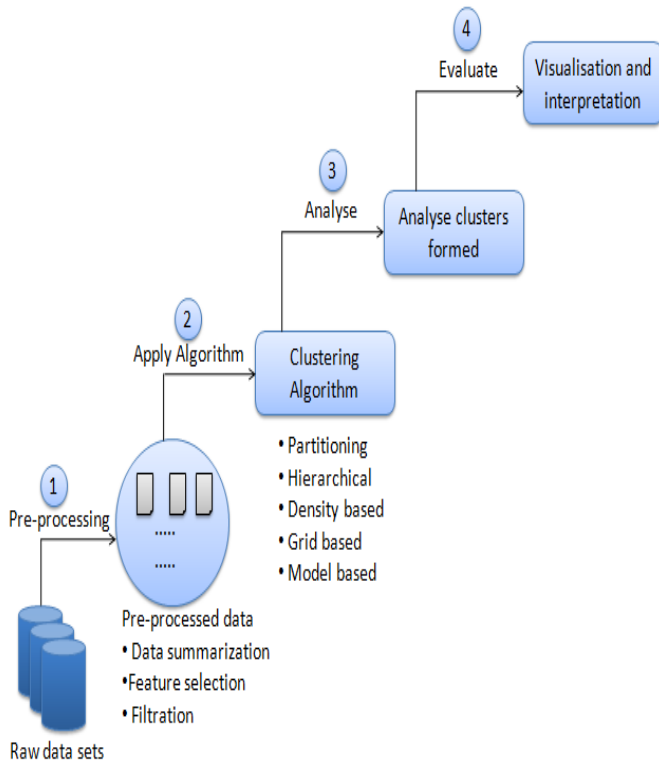 4
Evaluate
Visualisation and
interpretation
3
Analyse
Analyse clusters
formed
2
Apply Algorithm
Clustering
Algorithm
• Partitioning
• Hierarchical
• Density based
• Grid based
• Model based
1
Pre-processing
.....
.....
Pre-processed data
• Data summarization
•Feature selection
• Filtration
Raw data sets